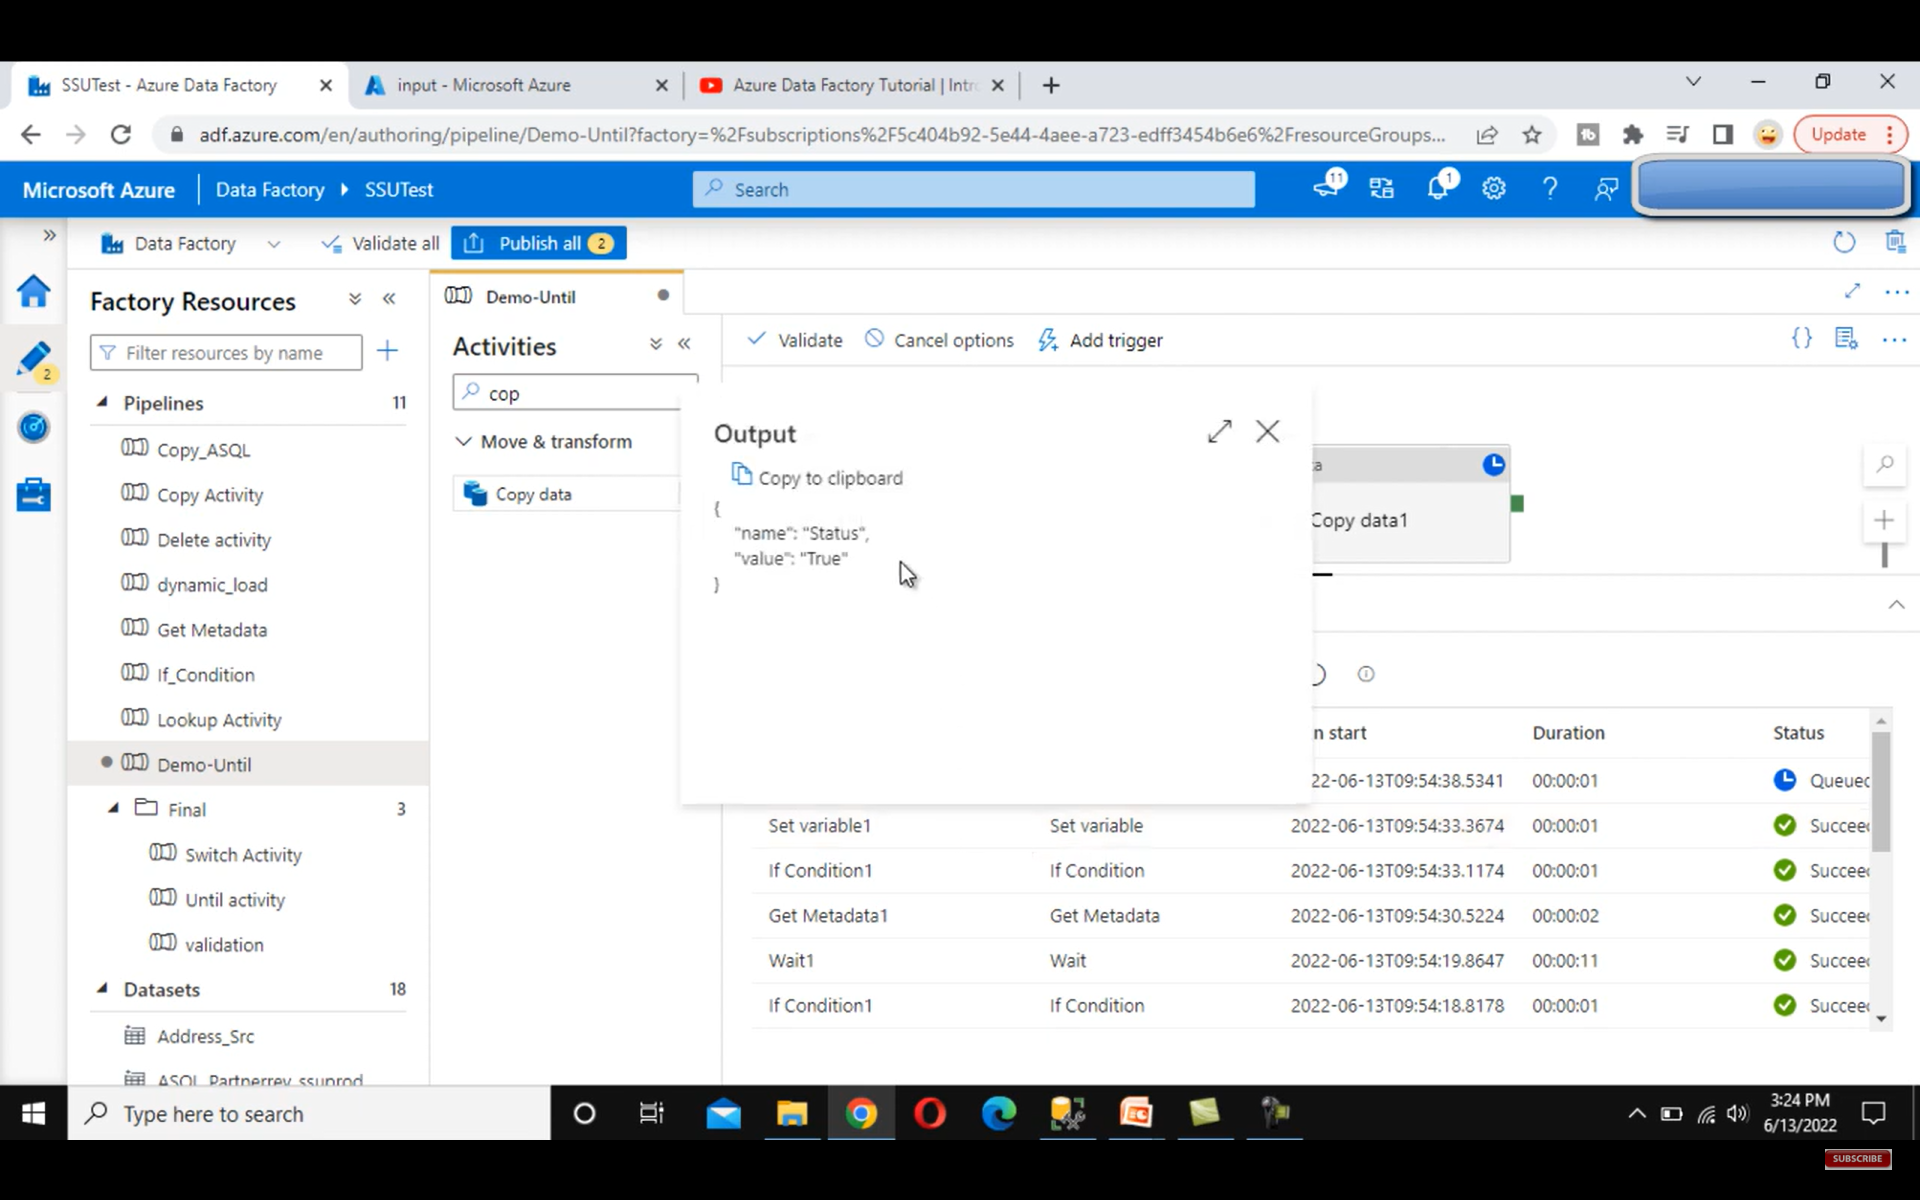 SSUTest - Azure Data Factory
input - Microsoft Azure
Azure Data Factory Tutorial | Intro
adf.azure.com/en/authoring/pipeline/Demo-Until?factory=%2Fsubscriptions%2F5c404b92-5e44-4aee-a723-edff3454b6e6%2FresourceGroups...
Update
Microsoft Azure
Data Factory
SSUTest
Search
11
1
Data Factory
Validate all
Publish all 2
Factory Resources
Demo-Until
Activities
Filter resources by name
cop
Validate
Cancel options
Add trigger
2
Pipelines 11
Copy_ASQL
Copy Activity
Delete activity
dynamic_load
Get Metadata
If_Condition
Lookup Activity
Demo-Until
Final 3
Switch Activity
Until activity
validation
Datasets 18
Address_Src
ASQL_Partnerrev_ssuprod
Move & transform
Copy data
Output
Copy to clipboard
{
"name": "Status",
"value": "True"
}
a
Copy data1
n start Duration Status
22-06-13T09:54:38.5341 00:00:01 Queued
Set variable1 Set variable 2022-06-13T09:54:33.3674 00:00:01 Succee
If Condition1 If Condition 2022-06-13T09:54:33.1174 00:00:01 Succee
Get Metadata1 Get Metadata 2022-06-13T09:54:30.5224 00:00:02 Succee
Wait1 Wait 2022-06-13T09:54:19.8647 00:00:11 Succee
If Condition1 If Condition 2022-06-13T09:54:18.8178 00:00:01 Succee
Type here to search
3:24 PM
6/13/2022
SUBSCRIBE